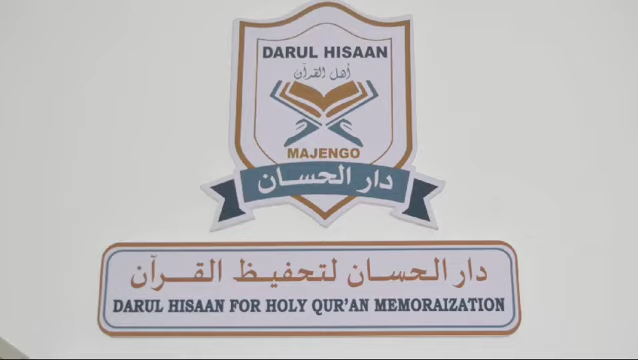 DARUL HISAAN
أهل القرآن
MAJENGO
دار الحسان
دار الحسان لتحفيظ القرآن
DARUL HISAAN FOR HOLY QUR'AN MEMORAIZATION